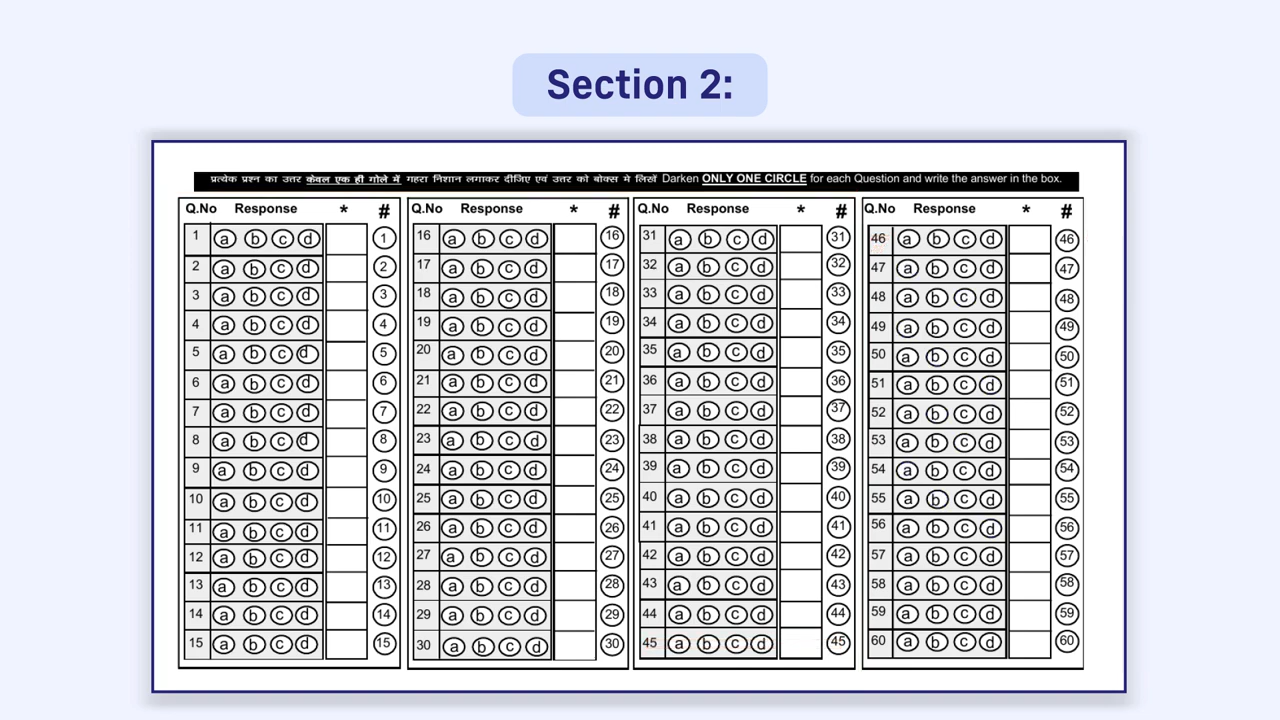 Section 2:
प्रत्येक प्रश्न का उत्तर केवल एक ही गोले में गहरा निशान लगाकर दीजिए एवं उत्तर को बोक्स मे लिखें Darken ONLY ONE CIRCLE for each Question and write the answer in the box.
Q.No Response * # Q.No Response * # Q.No Response * # Q.No Response * #
1 a b c d 1 16 a b c d 16 31 a b c d 31 46 a b c d 46
2 a b c d 2 17 a b c d 17 32 a b c d 32 47 a b c d 47
3 a b c d 3 18 a b c d 18 33 a b c d 33 48 a b c d 48
4 a b c d 4 19 a b c d 19 34 a b c d 34 49 a b c d 49
5 a b c d 5 20 a b c d 20 35 a b c d 35 50 a b c d 50
6 a b c d 6 21 a b c d 21 36 a b c d 36 51 a b c d 51
7 a b c d 7 22 a b c d 22 37 a b c d 37 52 a b c d 52
8 a b c d 8 23 a b c d 23 38 a b c d 38 53 a b c d 53
9 a b c d 9 24 a b c d 24 39 a b c d 39 54 a b c d 54
10 a b c d 10 25 a b c d 25 40 a b c d 40 55 a b c d 55
11 a b c d 11 26 a b c d 26 41 a b c d 41 56 a b c d 56
12 a b c d 12 27 a b c d 27 42 a b c d 42 57 a b c d 57
13 a b c d 13 28 a b c d 28 43 a b c d 43 58 a b c d 58
14 a b c d 14 29 a b c d 29 44 a b c d 44 59 a b c d 59
15 a b c d 15 30 a b c d 30 45 a b c d 45 60 a b c d 60